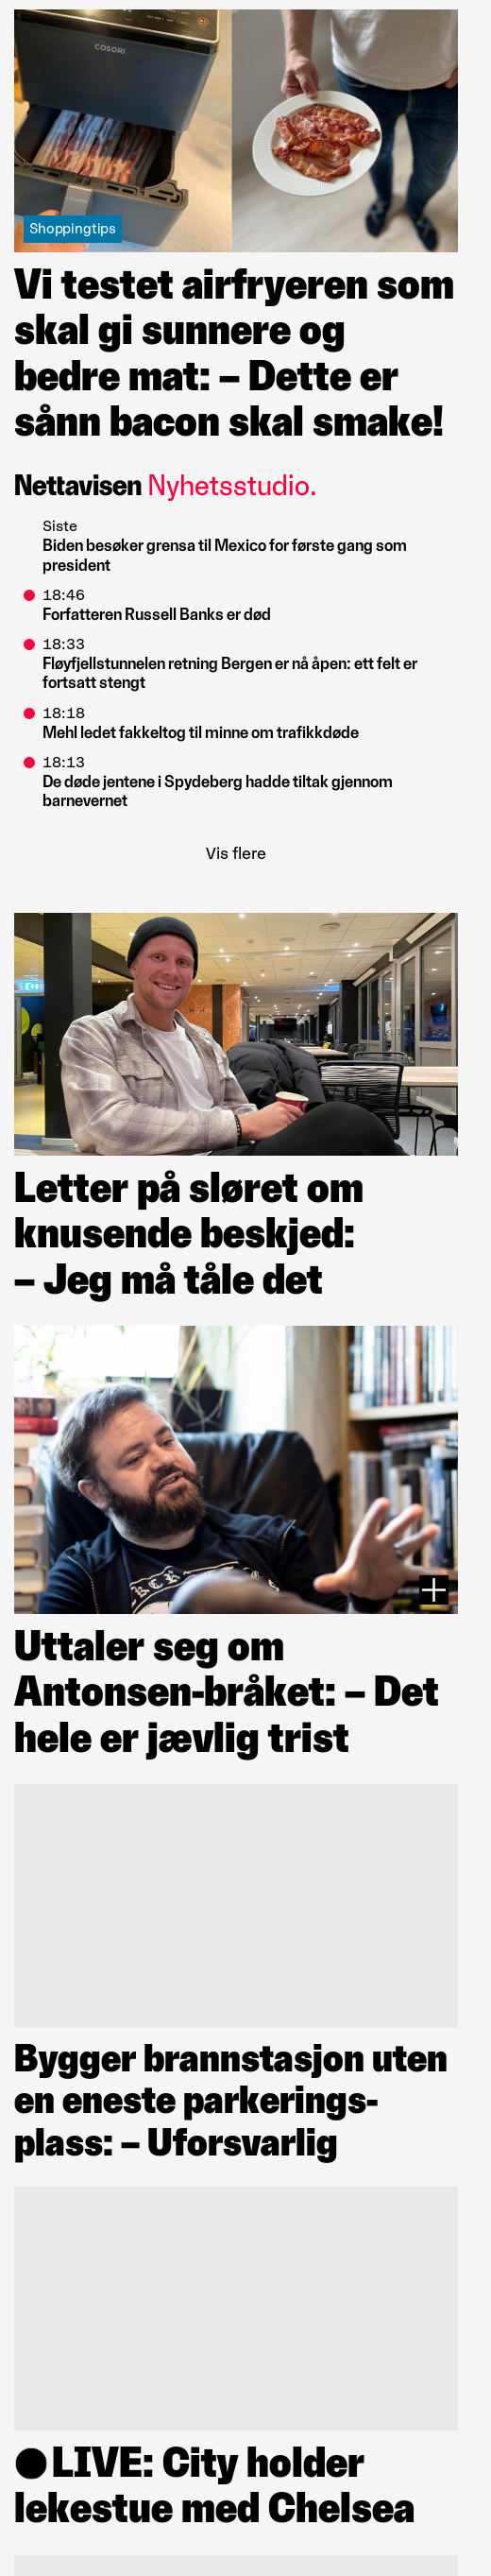 COSORI
Shoppingtips
Vi testet airfryeren som
skal gi sunnere og
bedre mat: – Dette er
sånn bacon skal smake!
Nettavisen Nyhetsstudio.
Siste
Biden besøker grensa til Mexico for første gang som
president
18:46
Forfatteren Russell Banks er død
18:33
Fløyfjellstunnelen retning Bergen er nå åpen: ett felt er
fortsatt stengt
18:18
Mehl ledet fakkeltog til minne om trafikkdøde
18:13
De døde jentene i Spydeberg hadde tiltak gjennom
barnevernet
Vis flere
Letter på sløret om
knusende beskjed:
– Jeg må tåle det
Uttaler seg om
Antonsen-bråket: – Det
hele er jævlig trist
Bygger brannstasjon uten
en eneste parkerings-
plass: – Uforsvarlig
LIVE: City holder
lekestue med Chelsea